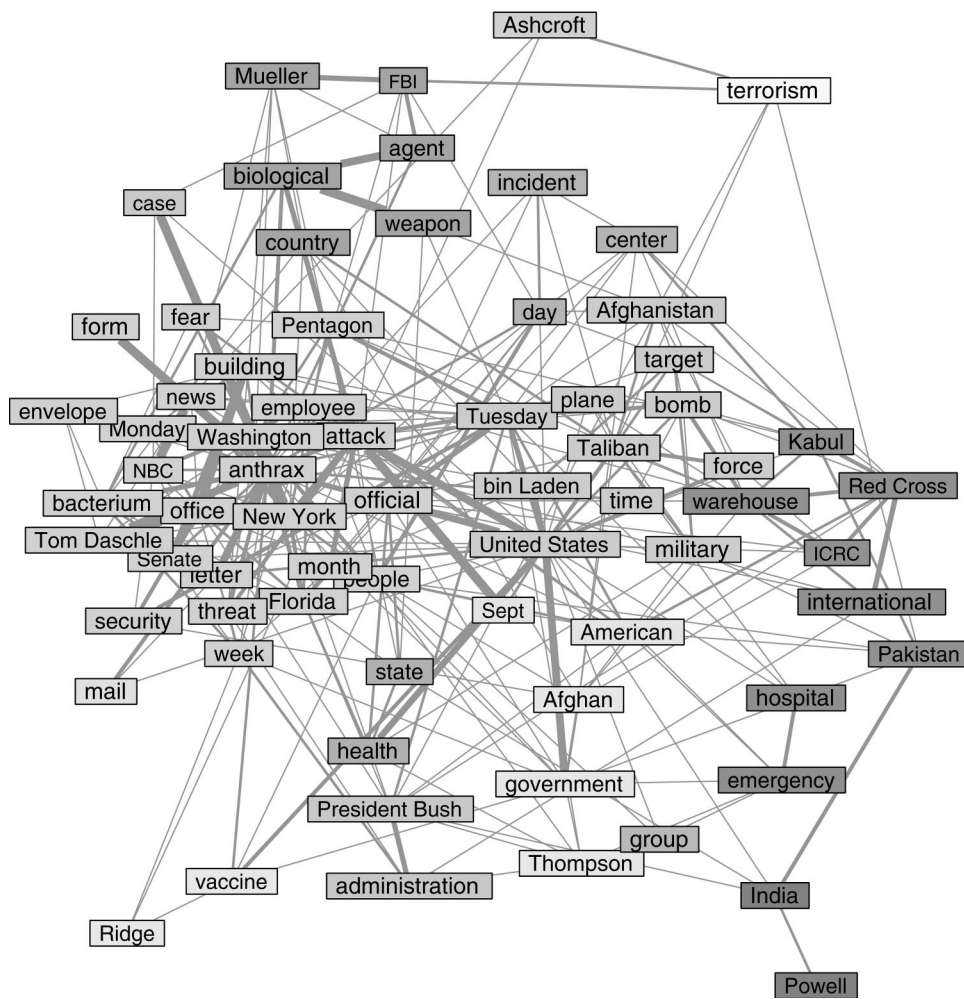 Ashcroft
Mueller
FBI
terrorism
agent
biological
incident
case
weapon
country
center
day
Afghanistan
fear
form
Pentagon
target
building
news
plane
bomb
envelope
employee
Tuesday
Monday
Washington
attack
Kabul
Taliban
NBC
anthrax
force
bin Laden
Red Cross
bacterium
office
official
time
warehouse
New York
Tom Daschle
United States
military
ICRC
Senate
letter
month
people
international
threat
Florida
Sept
security
American
week
Pakistan
mail
state
Afghan
hospital
health
government
emergency
President Bush
group
Thompson
vaccine
administration
India
Ridge
Powell